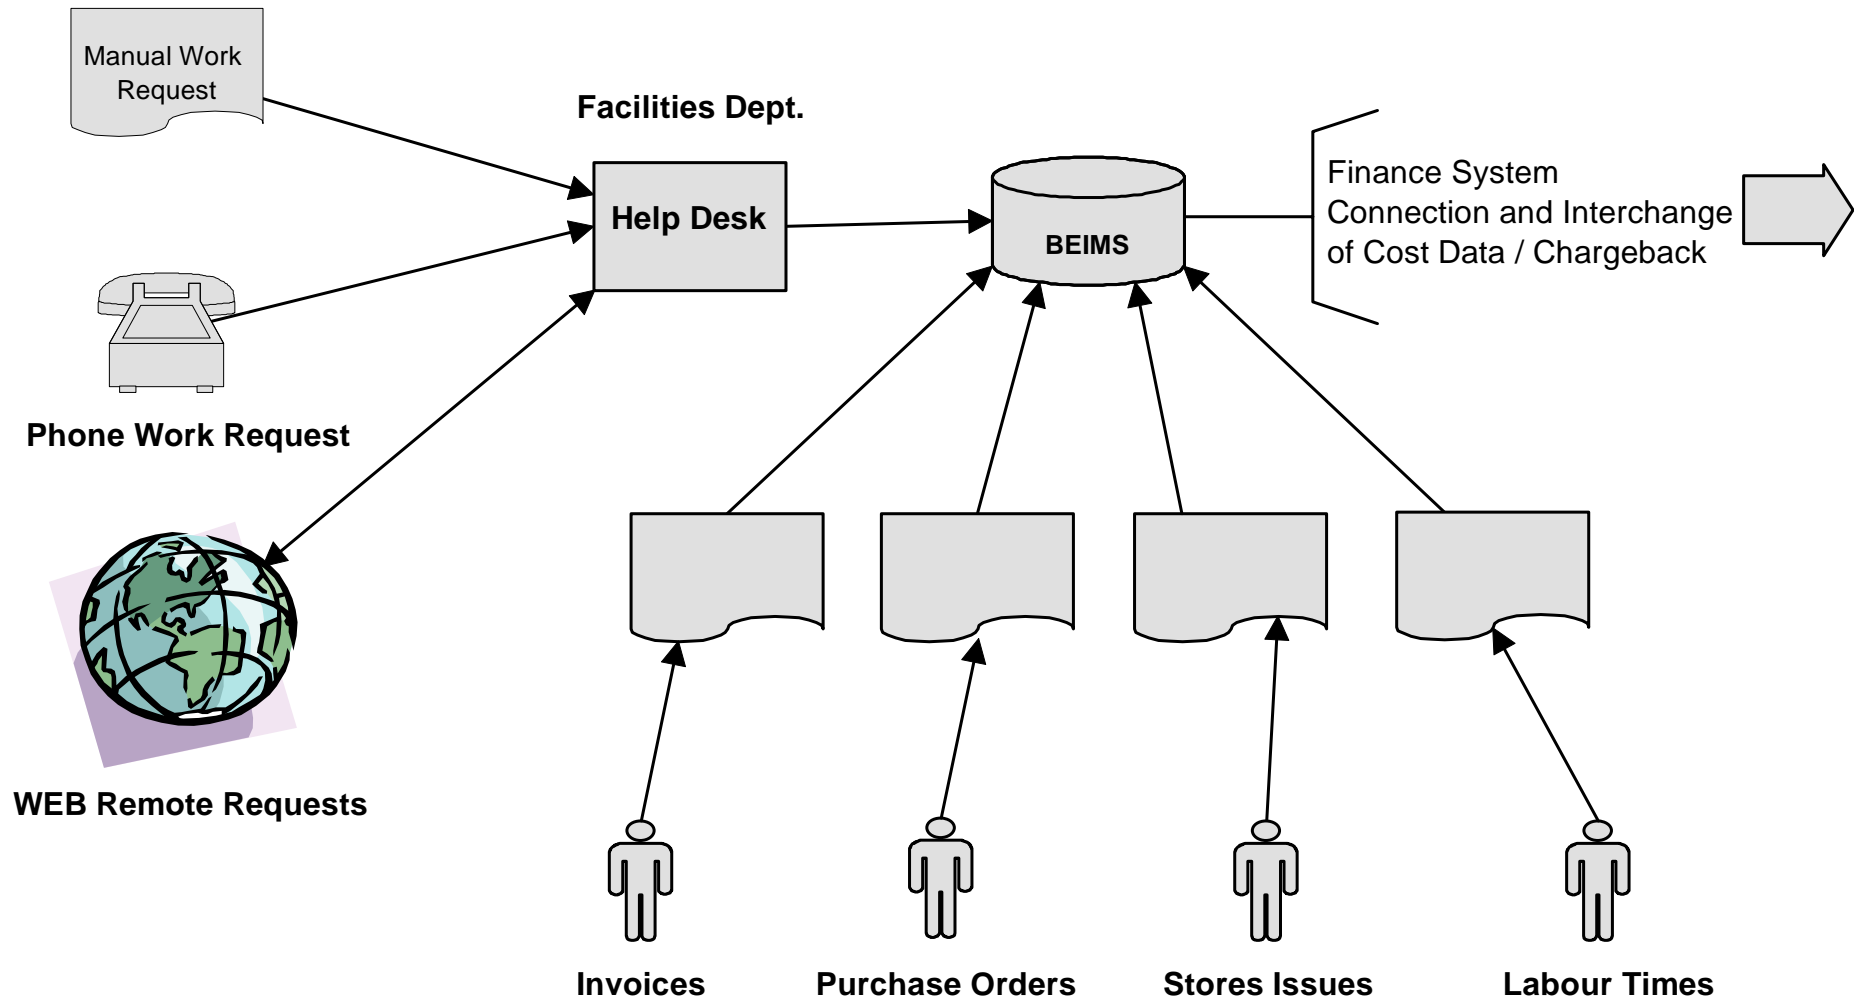 Manual Work
Request
Facilities Dept.
Help Desk
BEIMS
Finance System
Connection and Interchange
of Cost Data / Chargeback
Phone Work Request
WEB Remote Requests
Invoices
Purchase Orders
Stores Issues
Labour Times